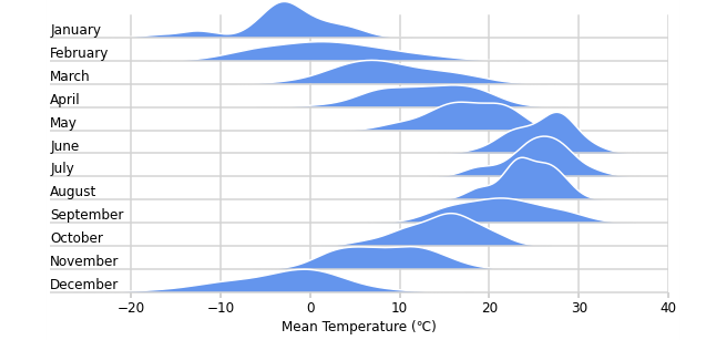 January
February
March
April
May
June
July
August
September
October
November
December
−20 −10 0 10 20 30 40
Mean Temperature (°C)